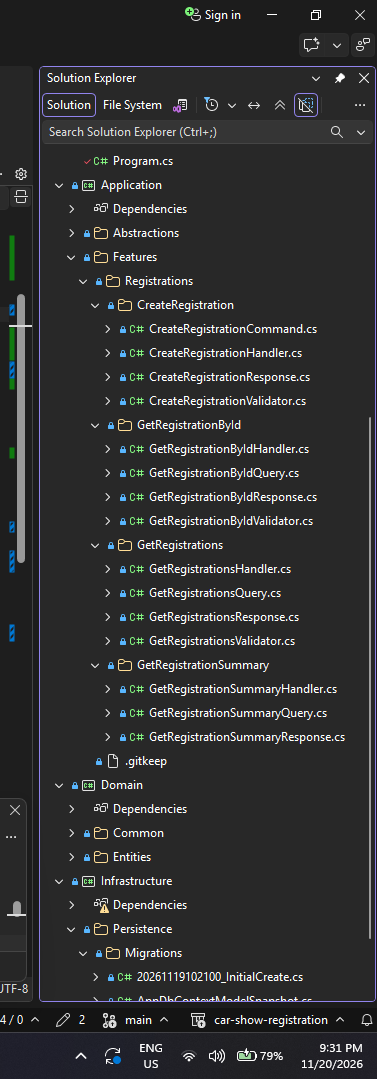 Sign in
Solution Explorer
Solution File System
Search Solution Explorer (Ctrl+;)
C# Program.cs
C# Application
Dependencies
Abstractions
Features
Registrations
CreateRegistration
C# CreateRegistrationCommand.cs
C# CreateRegistrationHandler.cs
C# CreateRegistrationResponse.cs
C# CreateRegistrationValidator.cs
GetRegistrationById
C# GetRegistrationByIdHandler.cs
C# GetRegistrationByIdQuery.cs
C# GetRegistrationByIdResponse.cs
C# GetRegistrationByIdValidator.cs
GetRegistrations
C# GetRegistrationsHandler.cs
C# GetRegistrationsQuery.cs
C# GetRegistrationsResponse.cs
C# GetRegistrationsValidator.cs
GetRegistrationSummary
C# GetRegistrationSummaryHandler.cs
C# GetRegistrationSummaryQuery.cs
C# GetRegistrationSummaryResponse.cs
.gitkeep
C# Domain
Dependencies
Common
Entities
C# Infrastructure
Dependencies
Persistence
Migrations
C# 20261119102100_InitialCreate.cs
C# AppDbContextModelSnapshot.cs
UTF-8
4 / 0 2 main car-show-registration
ENG
US
79%
9:31 PM
11/20/2026